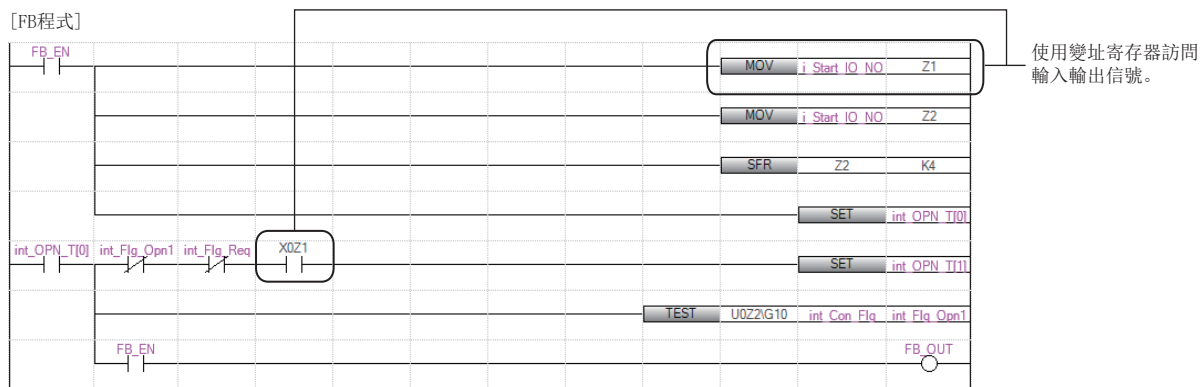 [FB程式]
FB_EN
MOV i_Start_IO_NO Z1
使用變址寄存器訪問
輸入輸出信號。
MOV i_Start_IO_NO Z2
SFR Z2 K4
SET int_OPN_T[0]
int_OPN_T[0] int_Flg_Opn1 int_Flg_Req X0Z1
SET int_OPN_T[1]
TEST U0Z2\G10 int_Con_Flg int_Flg_Opn1
FB_EN FB_OUT